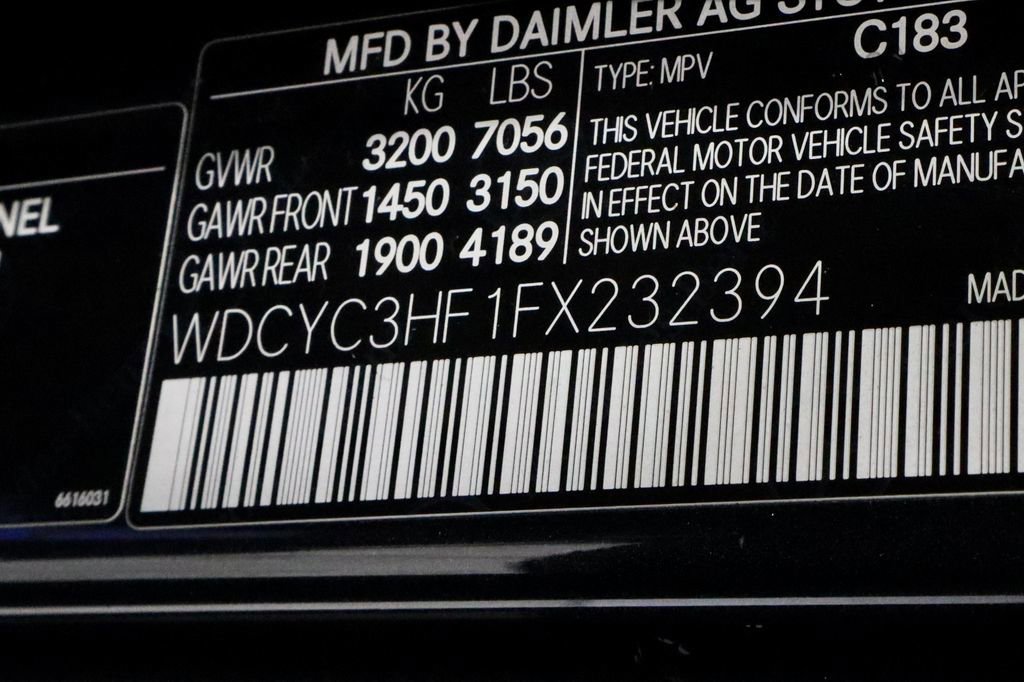 MFD BY DAIMLER AG
C183
KG LBS
GVWR 3200 7056
GAWR FRONT 1450 3150
GAWR REAR 1900 4189
TYPE: MPV
THIS VEHICLE CONFORMS TO ALL AP
FEDERAL MOTOR VEHICLE SAFETY S
IN EFFECT ON THE DATE OF MANUFA
SHOWN ABOVE
WDCYC3HF1FX232394
MAD
NEL
6616031